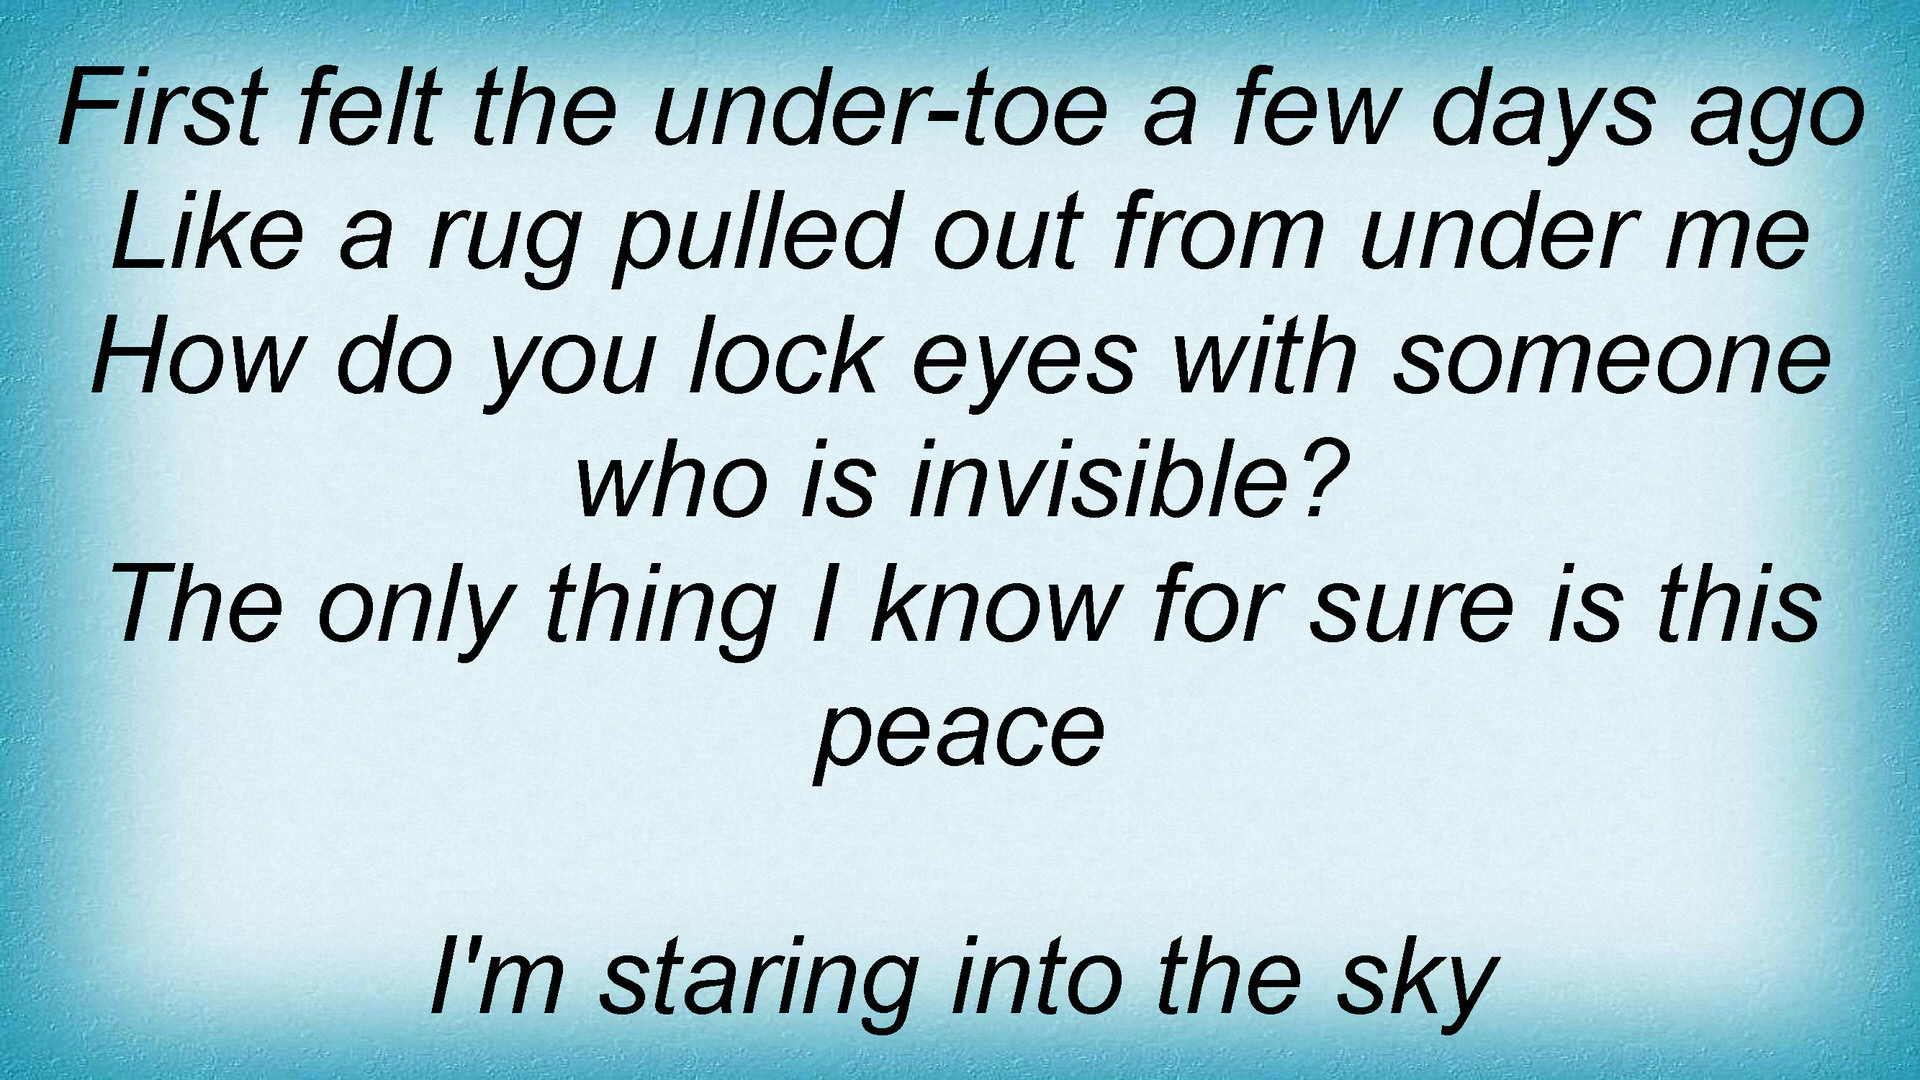 First felt the under-toe a few days ago
Like a rug pulled out from under me
How do you lock eyes with someone
who is invisible?
The only thing I know for sure is this
peace
I'm staring into the sky